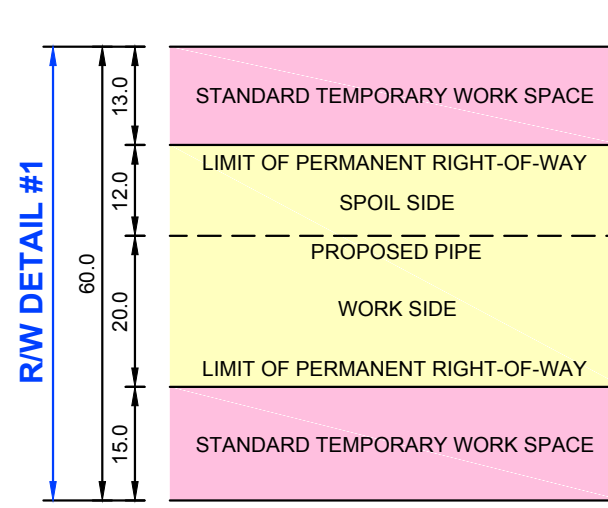 STANDARD TEMPORARY WORK SPACE
LIMIT OF PERMANENT RIGHT-OF-WAY
SPOIL SIDE
PROPOSED PIPE
WORK SIDE
LIMIT OF PERMANENT RIGHT-OF-WAY
STANDARD TEMPORARY WORK SPACE
R/W DETAIL #1
60.0
13.0
12.0
20.0
15.0